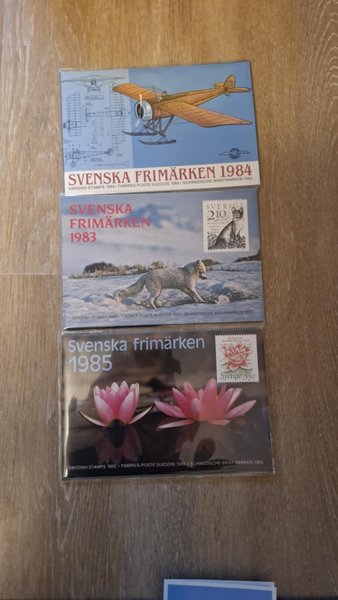 SVENSKA FRIMÄRKEN 1984
SWEDISH STAMPS 1984 • TIMBRES-POSTE SUEDOIS 1984 • SCHWEDISCHE BRIEFMARKEN 1984
SVENSKA
FRIMÄRKEN
1983
SVERIGE
2.10
SWEDISH STAMPS 1983 • TIMBRES-POSTE SUEDOIS 1983 • SCHWEDISCHE BRIEFMARKEN 1983
Svenska frimärken
1985
Sverige
SWEDISH STAMPS 1985 • TIMBRES-POSTE SUEDOIS 1985 • SCHWEDISCHE BRIEFMARKEN 1985